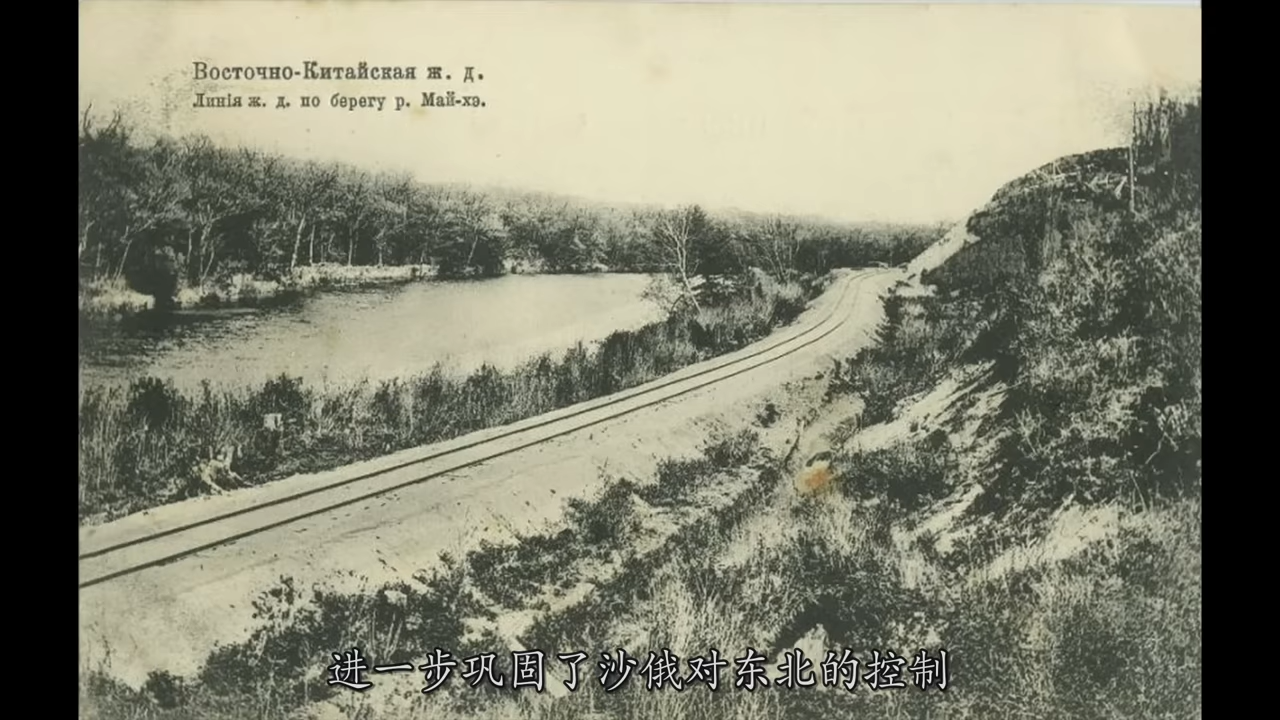 Восточно-Китайская ж. д.
Линія ж. д. по берегу р. Май-хэ.
进一步巩固了沙俄对东北的控制